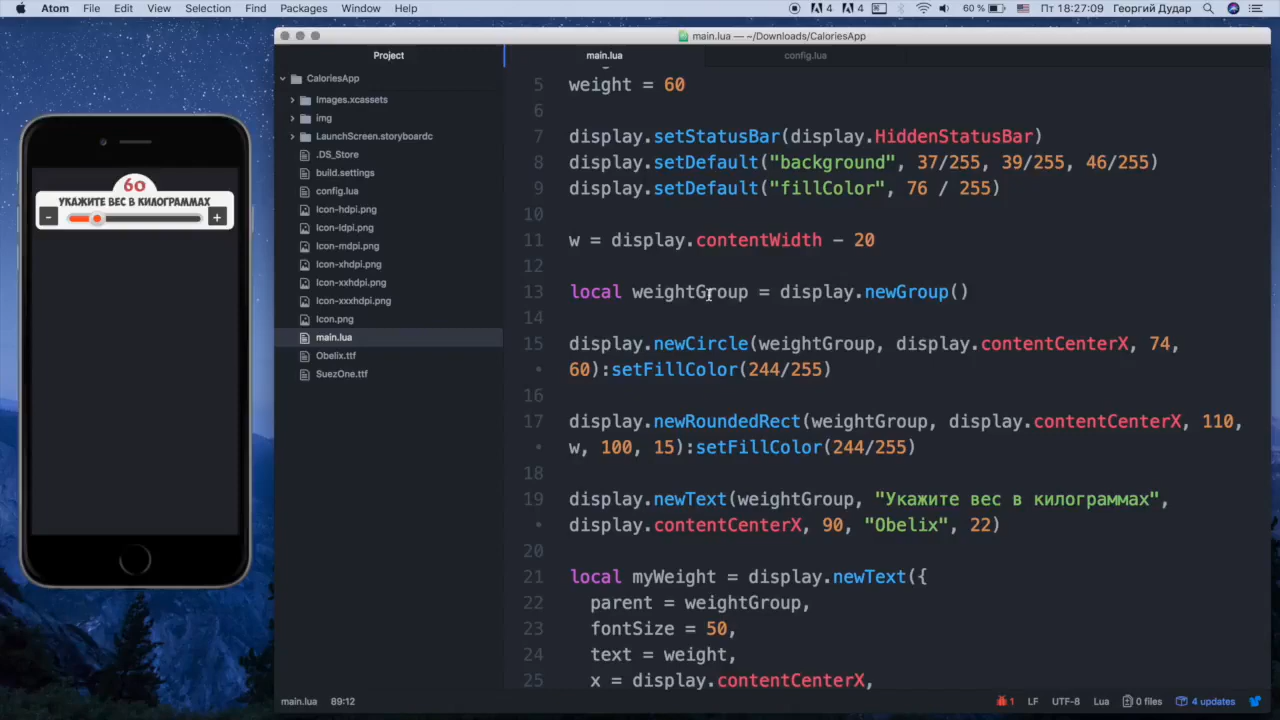 Atom File Edit View Selection Find Packages Window Help 4 4 60% Пт 18:27:09 Георгий Дудар
main.lua — ~/Downloads/CaloriesApp
Project
main.lua
config.lua
CaloriesApp
Images.xcassets
img
LaunchScreen.storyboardc
.DS_Store
build.settings
config.lua
Icon-hdpi.png
Icon-ldpi.png
Icon-mdpi.png
Icon-xhdpi.png
Icon-xxhdpi.png
Icon-xxxhdpi.png
Icon.png
main.lua
Obelix.ttf
SuezOne.ttf
60
УКАЖИТЕ ВЕС В КИЛОГРАММАХ
- +
5 weight = 60
6
7 display.setStatusBar(display.HiddenStatusBar)
8 display.setDefault("background", 37/255, 39/255, 46/255)
9 display.setDefault("fillColor", 76 / 255)
10
11 w = display.contentWidth - 20
12
13 local weightGroup = display.newGroup()
14
15 display.newCircle(weightGroup, display.contentCenterX, 74,
• 60):setFillColor(244/255)
16
17 display.newRoundedRect(weightGroup, display.contentCenterX, 110,
• w, 100, 15):setFillColor(244/255)
18
19 display.newText(weightGroup, "Укажите вес в килограммах",
• display.contentCenterX, 90, "Obelix", 22)
20
21 local myWeight = display.newText({
22 parent = weightGroup,
23 fontSize = 50,
24 text = weight,
25 x = display.contentCenterX,
main.lua 89:12 1 LF UTF-8 Lua 0 files 4 updates